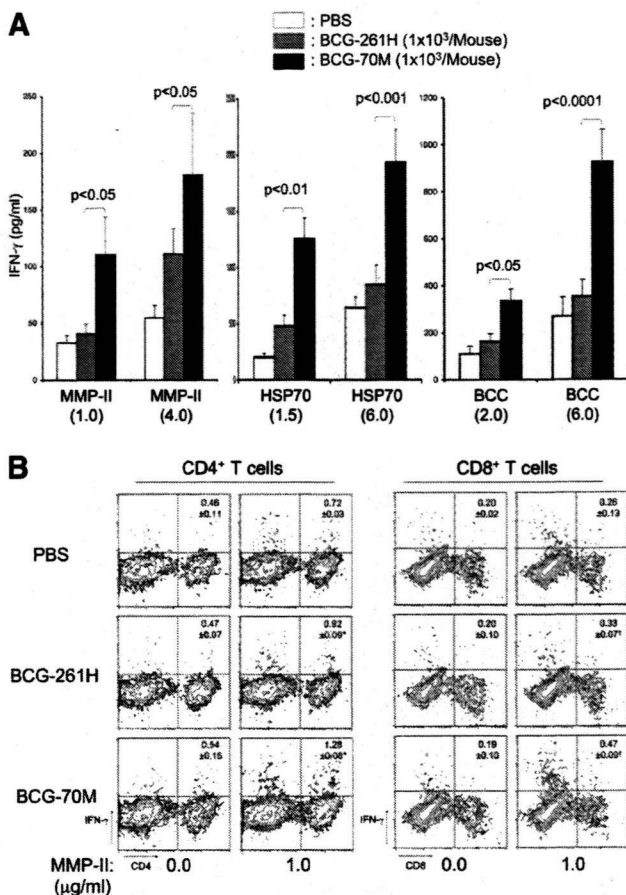 A
: PBS
: BCG-261H (1x10³/Mouse)
: BCG-70M (1x10³/Mouse)
IFN-γ (pg/ml)
250
200
150
100
50
0
p<0.05
p<0.05
MMP-II
(1.0)
MMP-II
(4.0)
p<0.01
p<0.001
HSP70
(1.5)
HSP70
(6.0)
1200
1000
800
600
400
200
0
p<0.05
p<0.0001
BCC
(2.0)
BCC
(6.0)
B
CD4⁺ T cells
CD8⁺ T cells
PBS
0.46
±0.11
0.72
±0.03
0.20
±0.02
0.26
±0.13
BCG-261H
0.47
±0.07
0.92
±0.09*
0.20
±0.10
0.33
BCG-70M
0.54
±0.15
1.28
0.19
±0.13
0.47
IFN-γ
IFN-γ
CD4
CD8
MMP-II:
0.0
1.0
0.0
1.0
(μg/ml)